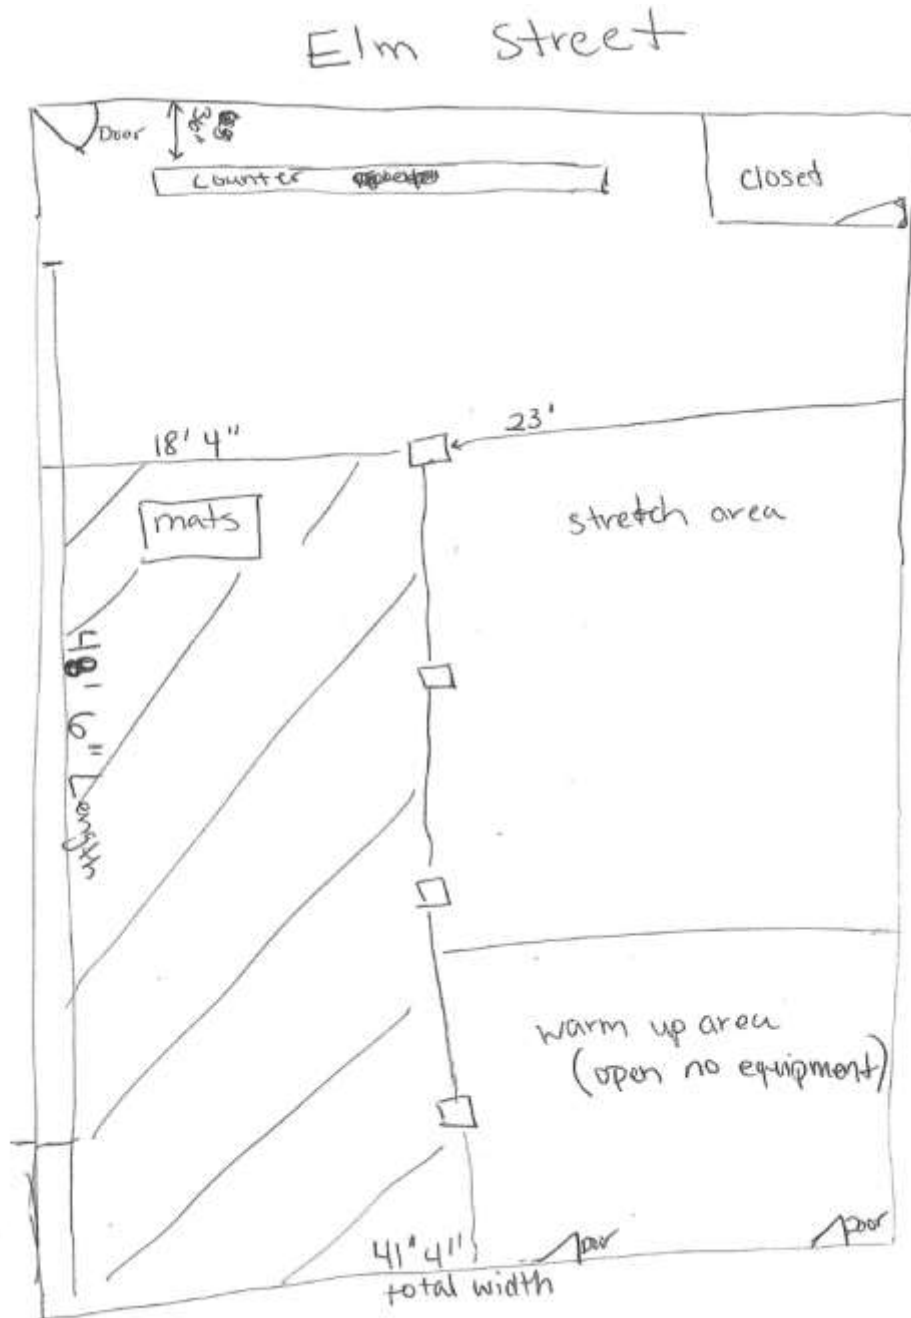 Elm Street
Door
Counter
closed
18' 4"
23'
mats
stretch area
48' 6" Length
warm up area
(open no equipment)
Door
Door
41' 4"
total width